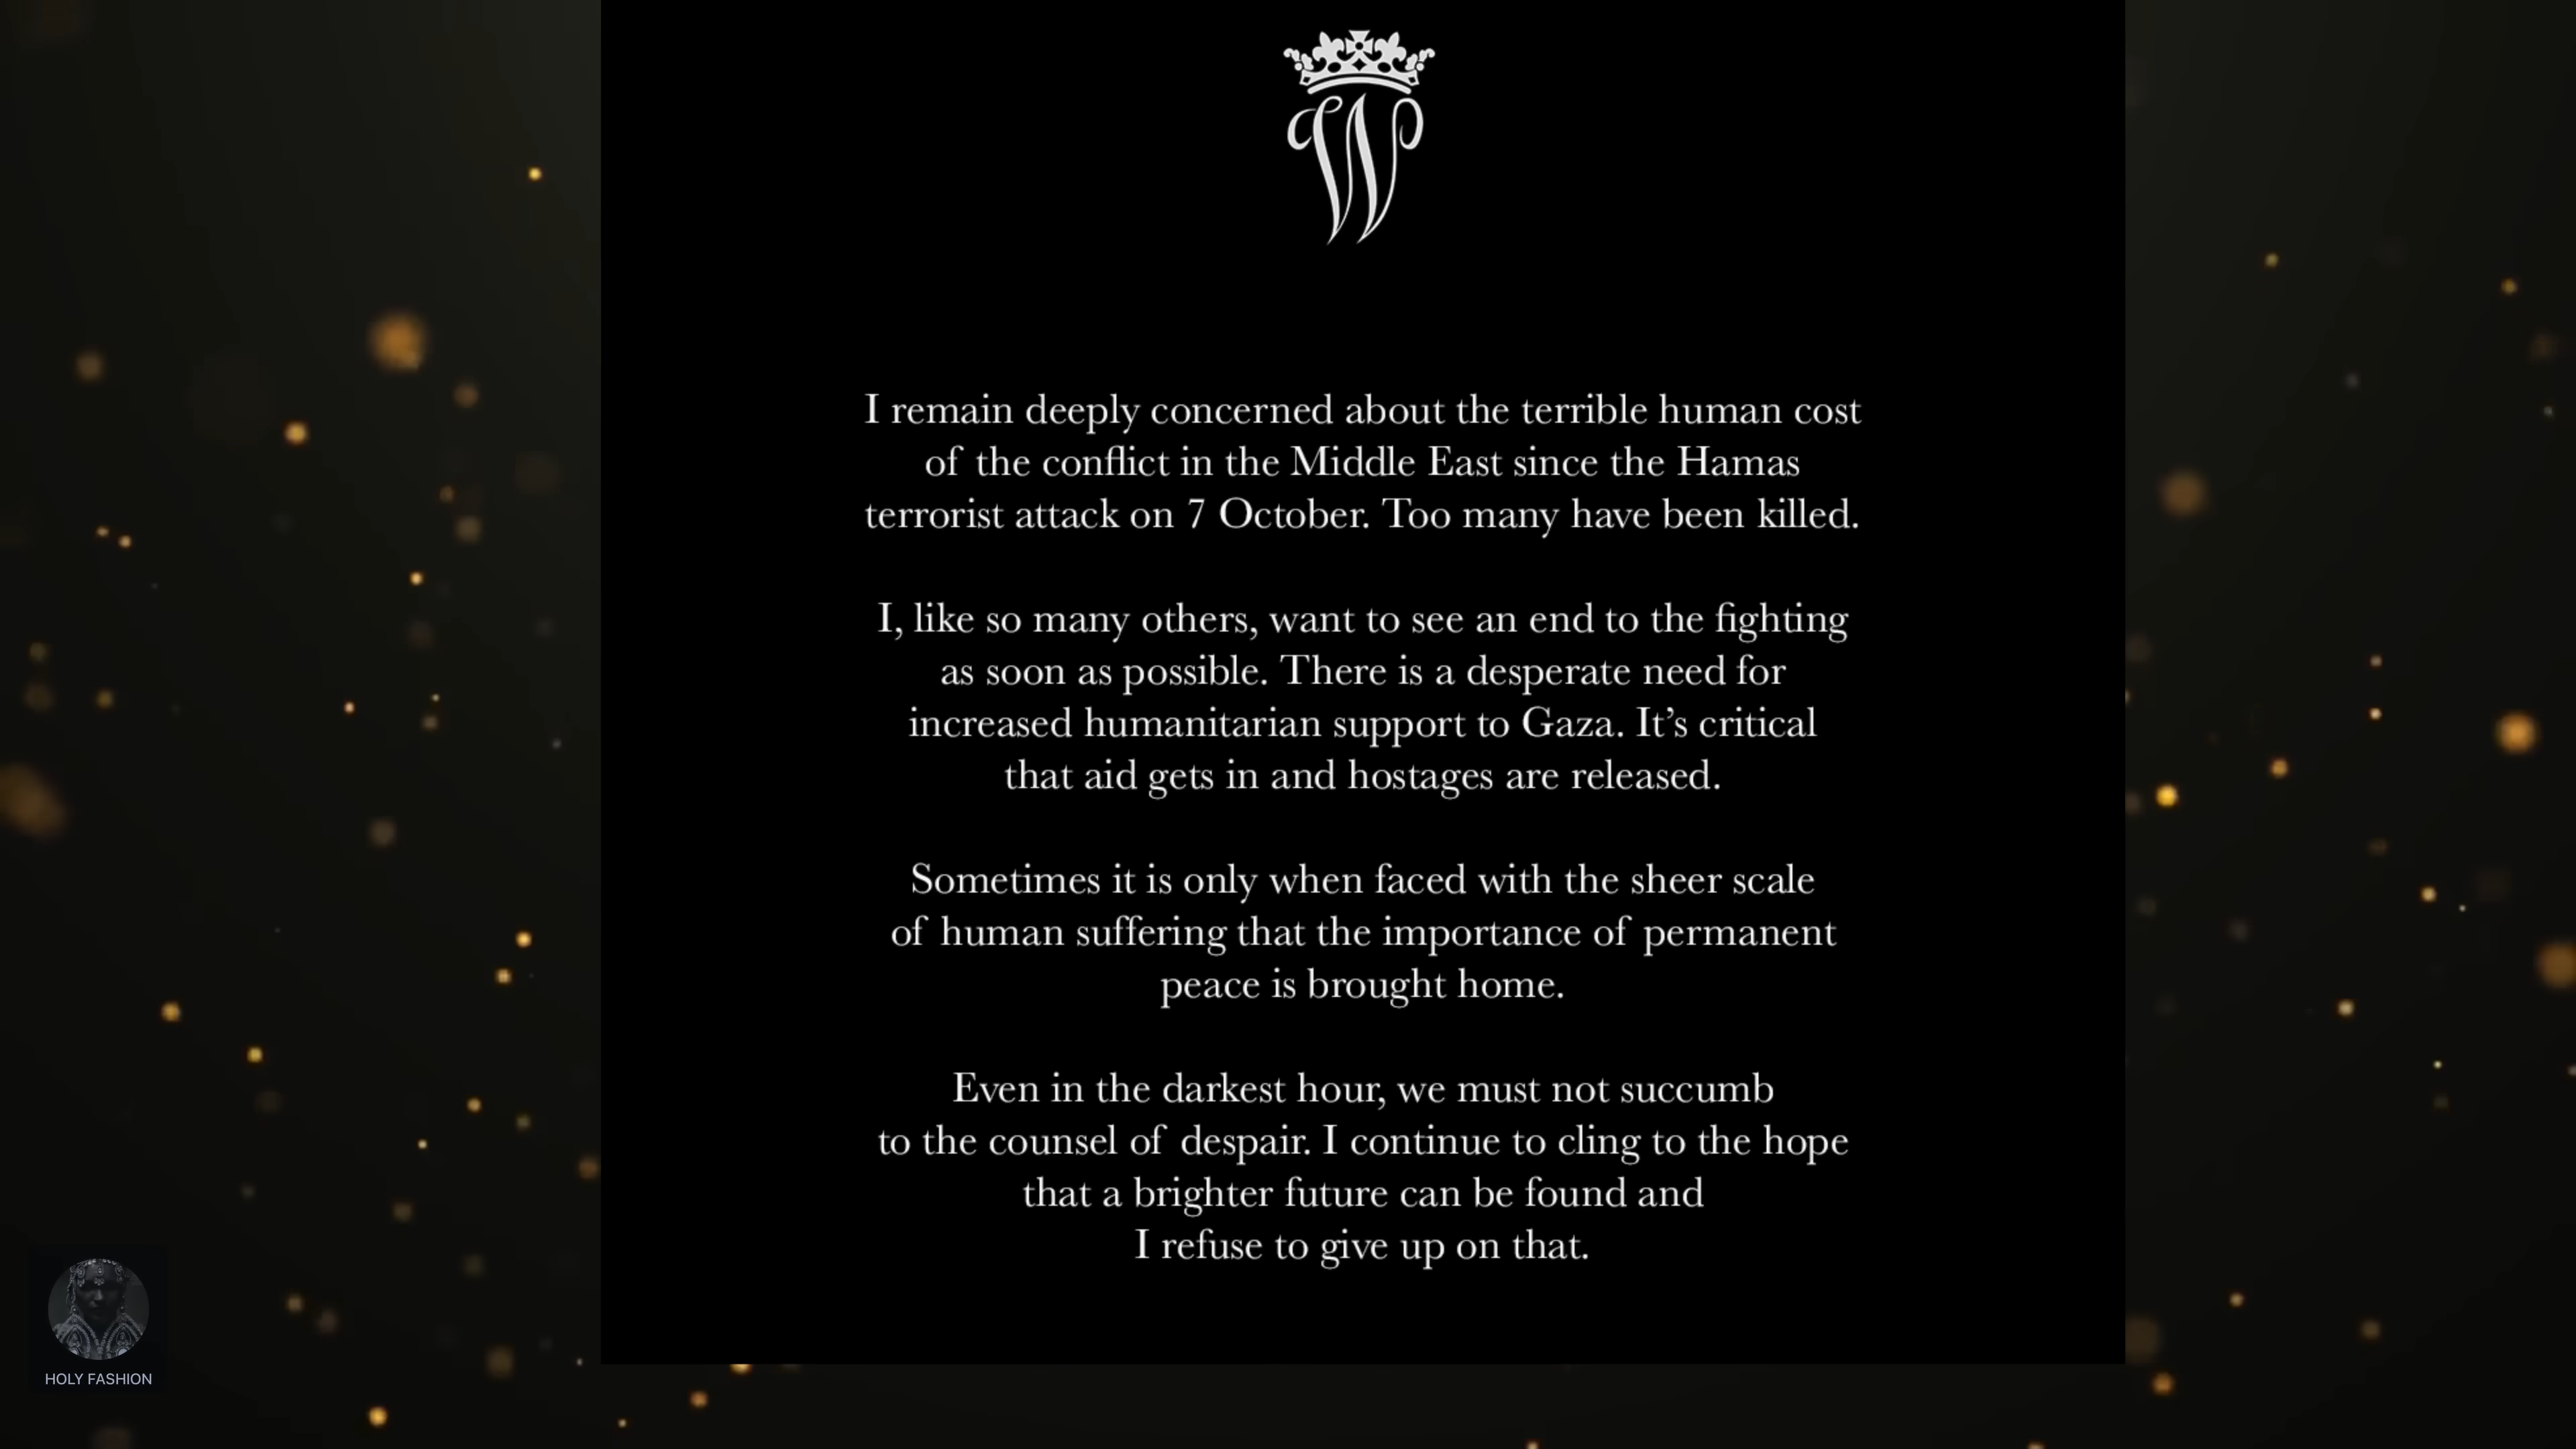 W
I remain deeply concerned about the terrible human cost
of the conflict in the Middle East since the Hamas
terrorist attack on 7 October. Too many have been killed.
I, like so many others, want to see an end to the fighting
as soon as possible. There is a desperate need for
increased humanitarian support to Gaza. It’s critical
that aid gets in and hostages are released.
Sometimes it is only when faced with the sheer scale
of human suffering that the importance of permanent
peace is brought home.
Even in the darkest hour, we must not succumb
to the counsel of despair. I continue to cling to the hope
that a brighter future can be found and
I refuse to give up on that.
HOLY FASHION